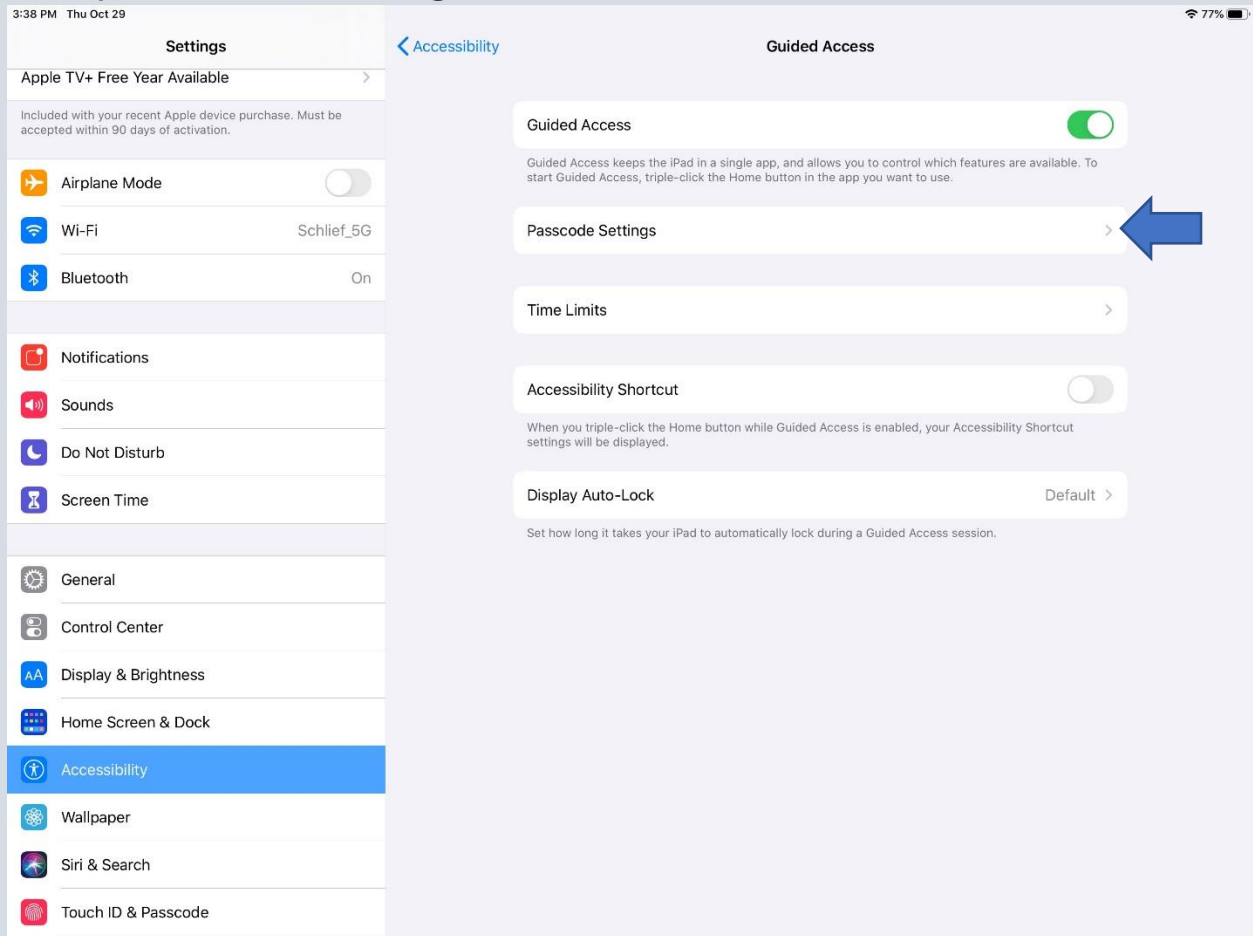 3:38 PM Thu Oct 29
77%
Settings
Apple TV+ Free Year Available
Included with your recent Apple device purchase. Must be
accepted within 90 days of activation.
Airplane Mode
Wi-Fi Schlief_5G
Bluetooth On
Notifications
Sounds
Do Not Disturb
Screen Time
General
Control Center
AA Display & Brightness
Home Screen & Dock
Accessibility
Wallpaper
Siri & Search
Touch ID & Passcode
Accessibility
Guided Access
Guided Access
Guided Access keeps the iPad in a single app, and allows you to control which features are available. To
start Guided Access, triple-click the Home button in the app you want to use.
Passcode Settings
Time Limits
Accessibility Shortcut
When you triple-click the Home button while Guided Access is enabled, your Accessibility Shortcut
settings will be displayed.
Display Auto-Lock Default
Set how long it takes your iPad to automatically lock during a Guided Access session.